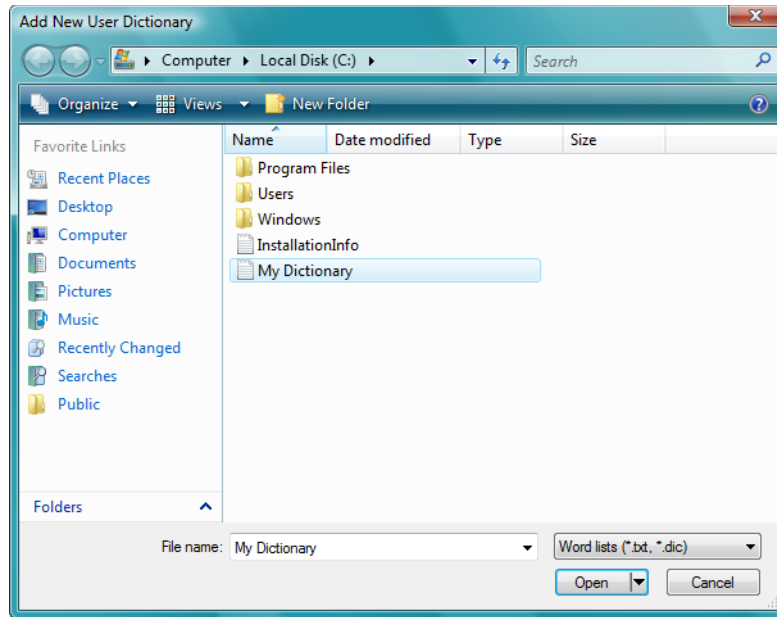 Add New User Dictionary
Computer Local Disk (C:)
Search
Organize Views New Folder
Favorite Links
Recent Places
Desktop
Computer
Documents
Pictures
Music
Recently Changed
Searches
Public
Folders
Name Date modified Type Size
Program Files
Users
Windows
InstallationInfo
My Dictionary
File name: My Dictionary
Word lists (*.txt, *.dic)
Open Cancel